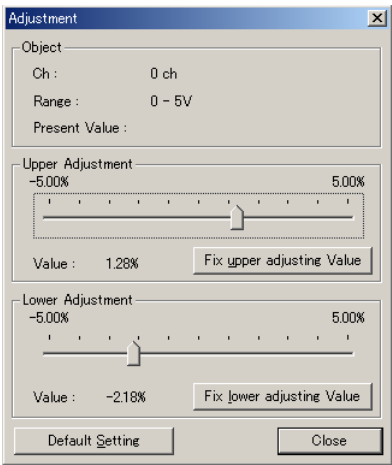 Adjustment
Object
Ch : 0 ch
Range : 0 - 5V
Present Value :
Upper Adjustment
-5.00% 5.00%
Value : 1.28% Fix upper adjusting Value
Lower Adjustment
-5.00% 5.00%
Value : -2.18% Fix lower adjusting Value
Default Setting Close